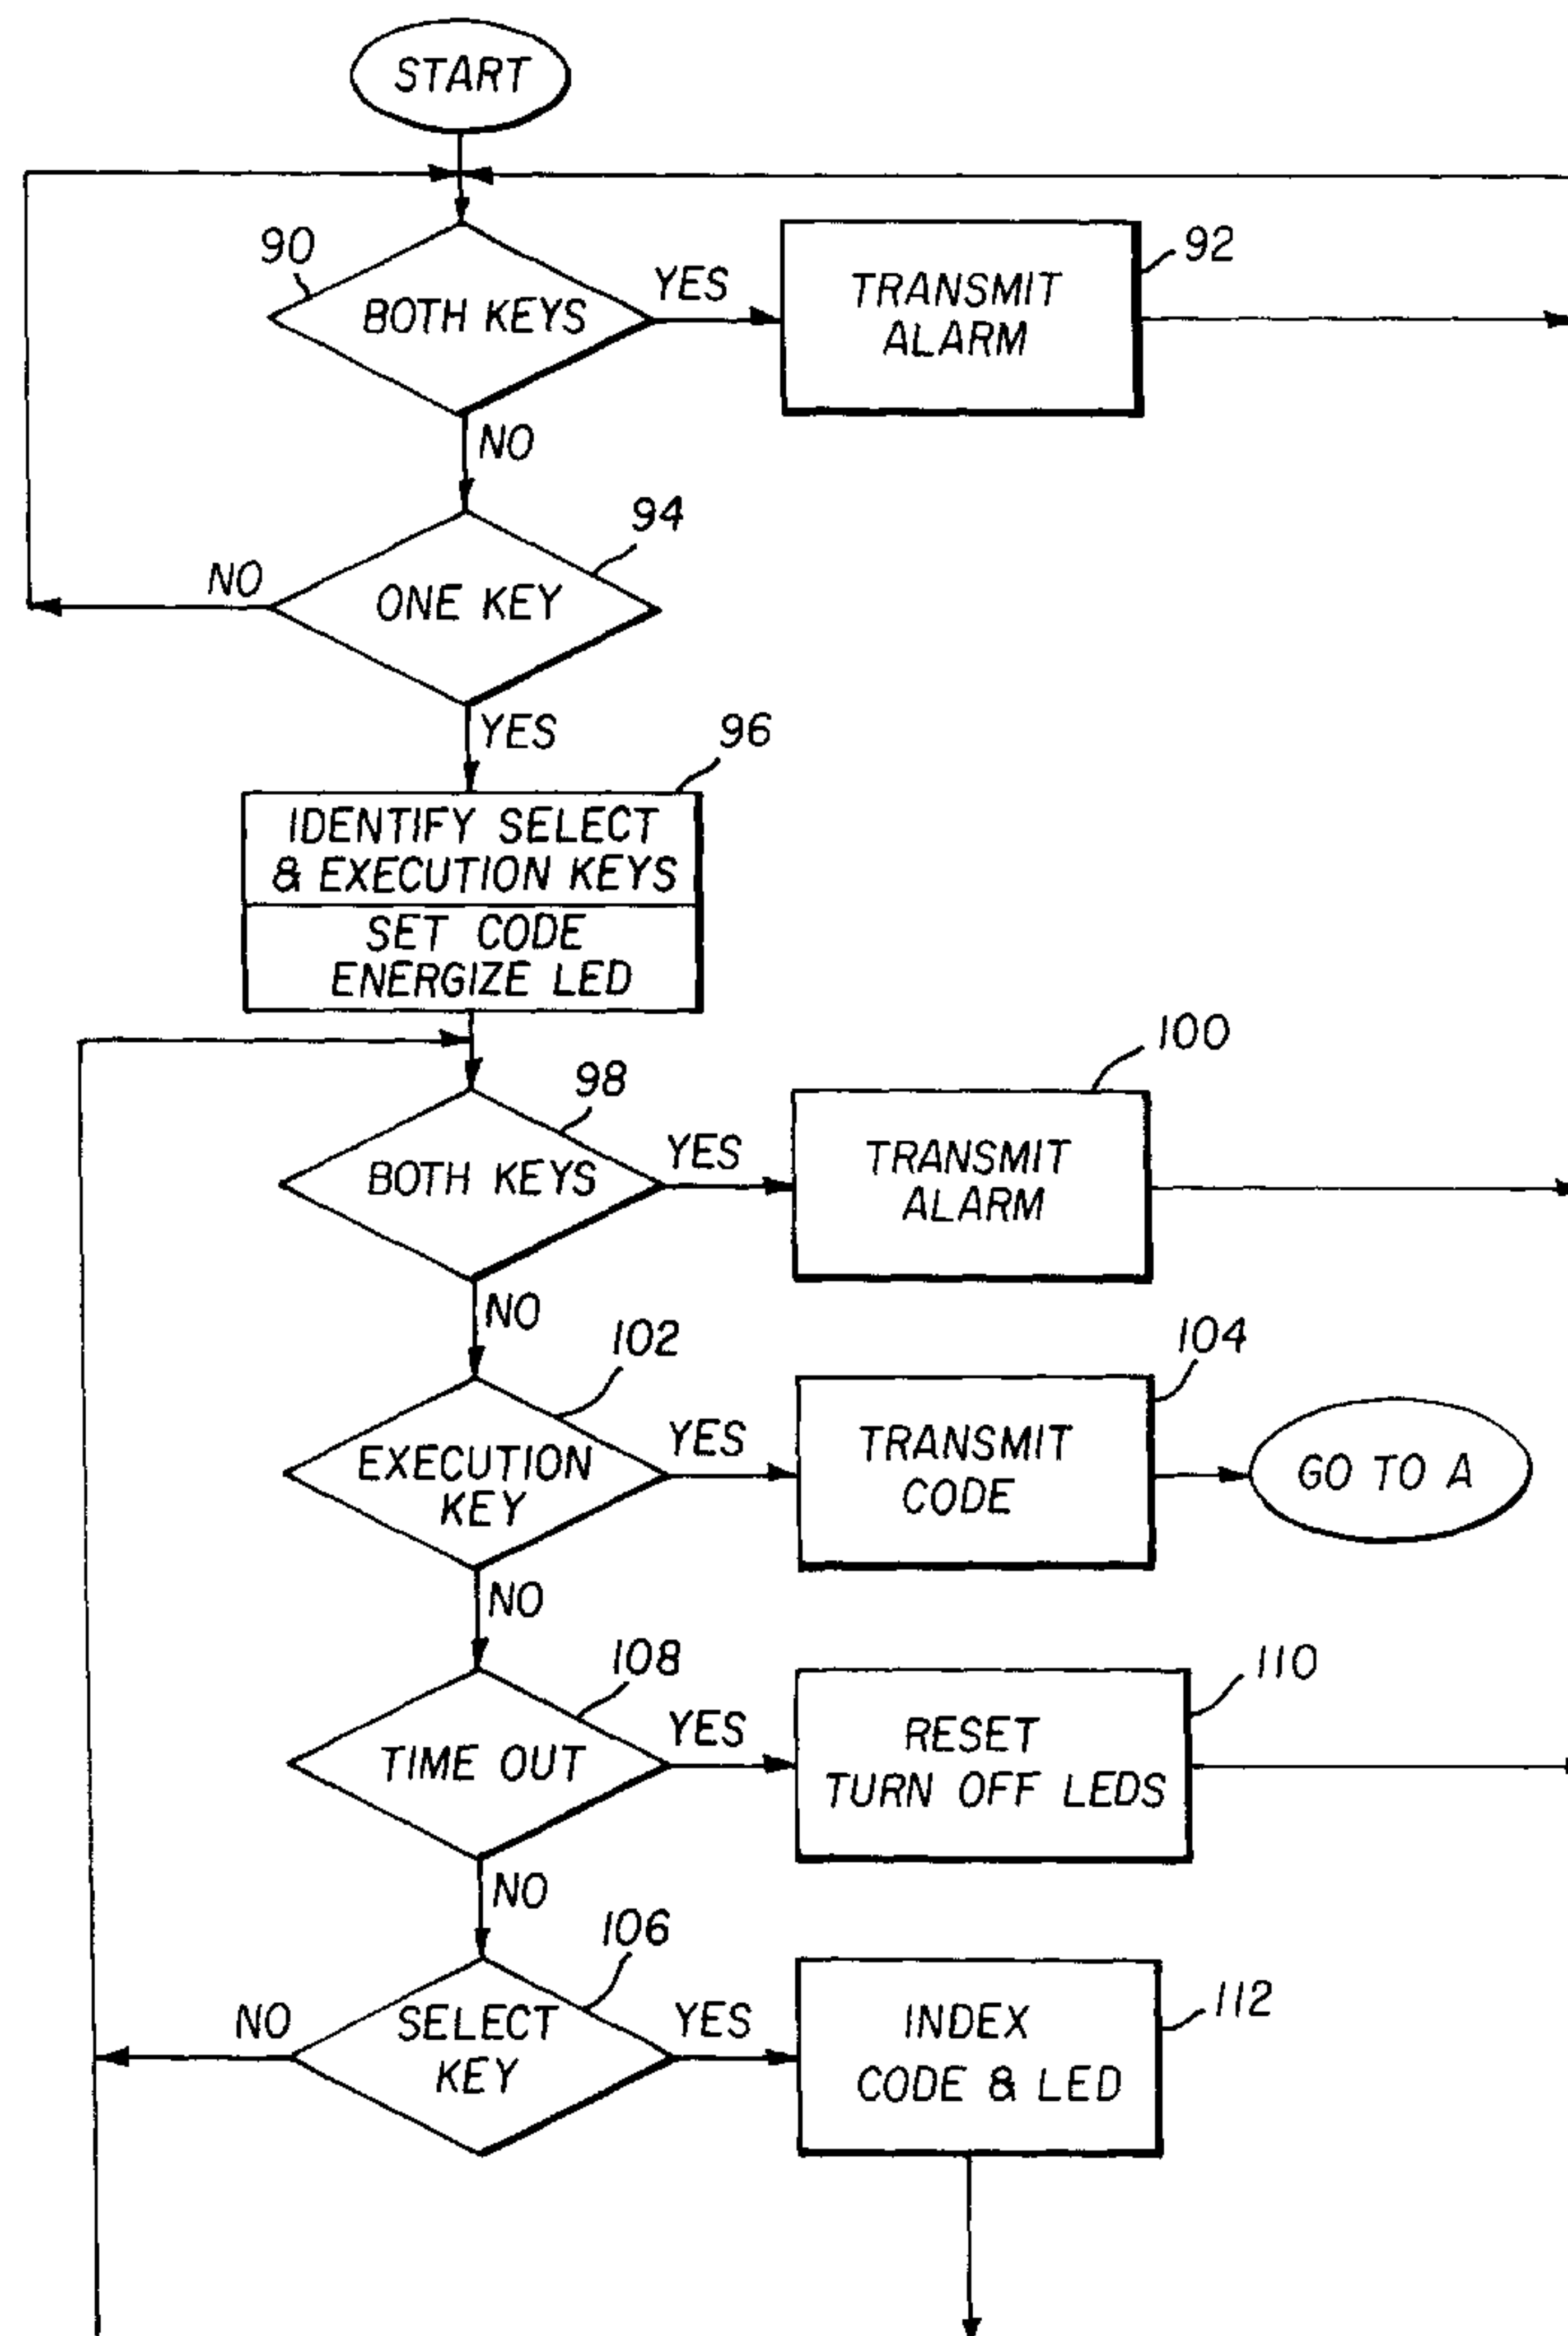 START
90
BOTH KEYS
YES
TRANSMIT
ALARM
92
NO
94
ONE KEY
NO
YES
96
IDENTIFY SELECT
& EXECUTION KEYS
SET CODE
ENERGIZE LED
98
BOTH KEYS
YES
100
TRANSMIT
ALARM
NO
102
EXECUTION
KEY
YES
104
TRANSMIT
CODE
GO TO A
NO
108
TIME OUT
YES
110
RESET
TURN OFF LEDS
NO
106
SELECT
KEY
NO
YES
112
INDEX
CODE & LED